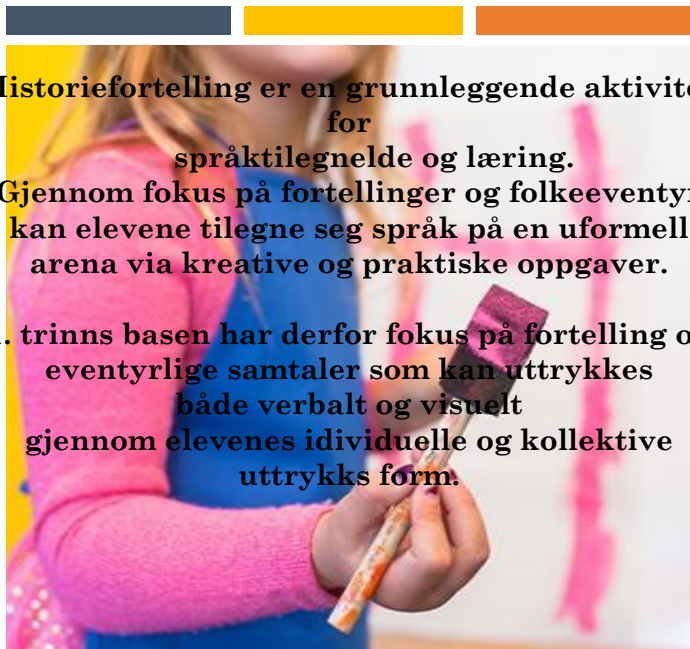 Historiefortelling er en grunnleggende aktivite
for
språktilegnelde og læring.
Gjennom fokus på fortellinger og folkeeventyr
kan elevene tilegne seg språk på en uformell
arena via kreative og praktiske oppgaver.
. trinns basen har derfor fokus på fortelling o
eventyrlige samtaler som kan uttrykkes
både verbalt og visuelt
gjennom elevenes idividuelle og kollektive
uttrykks form.